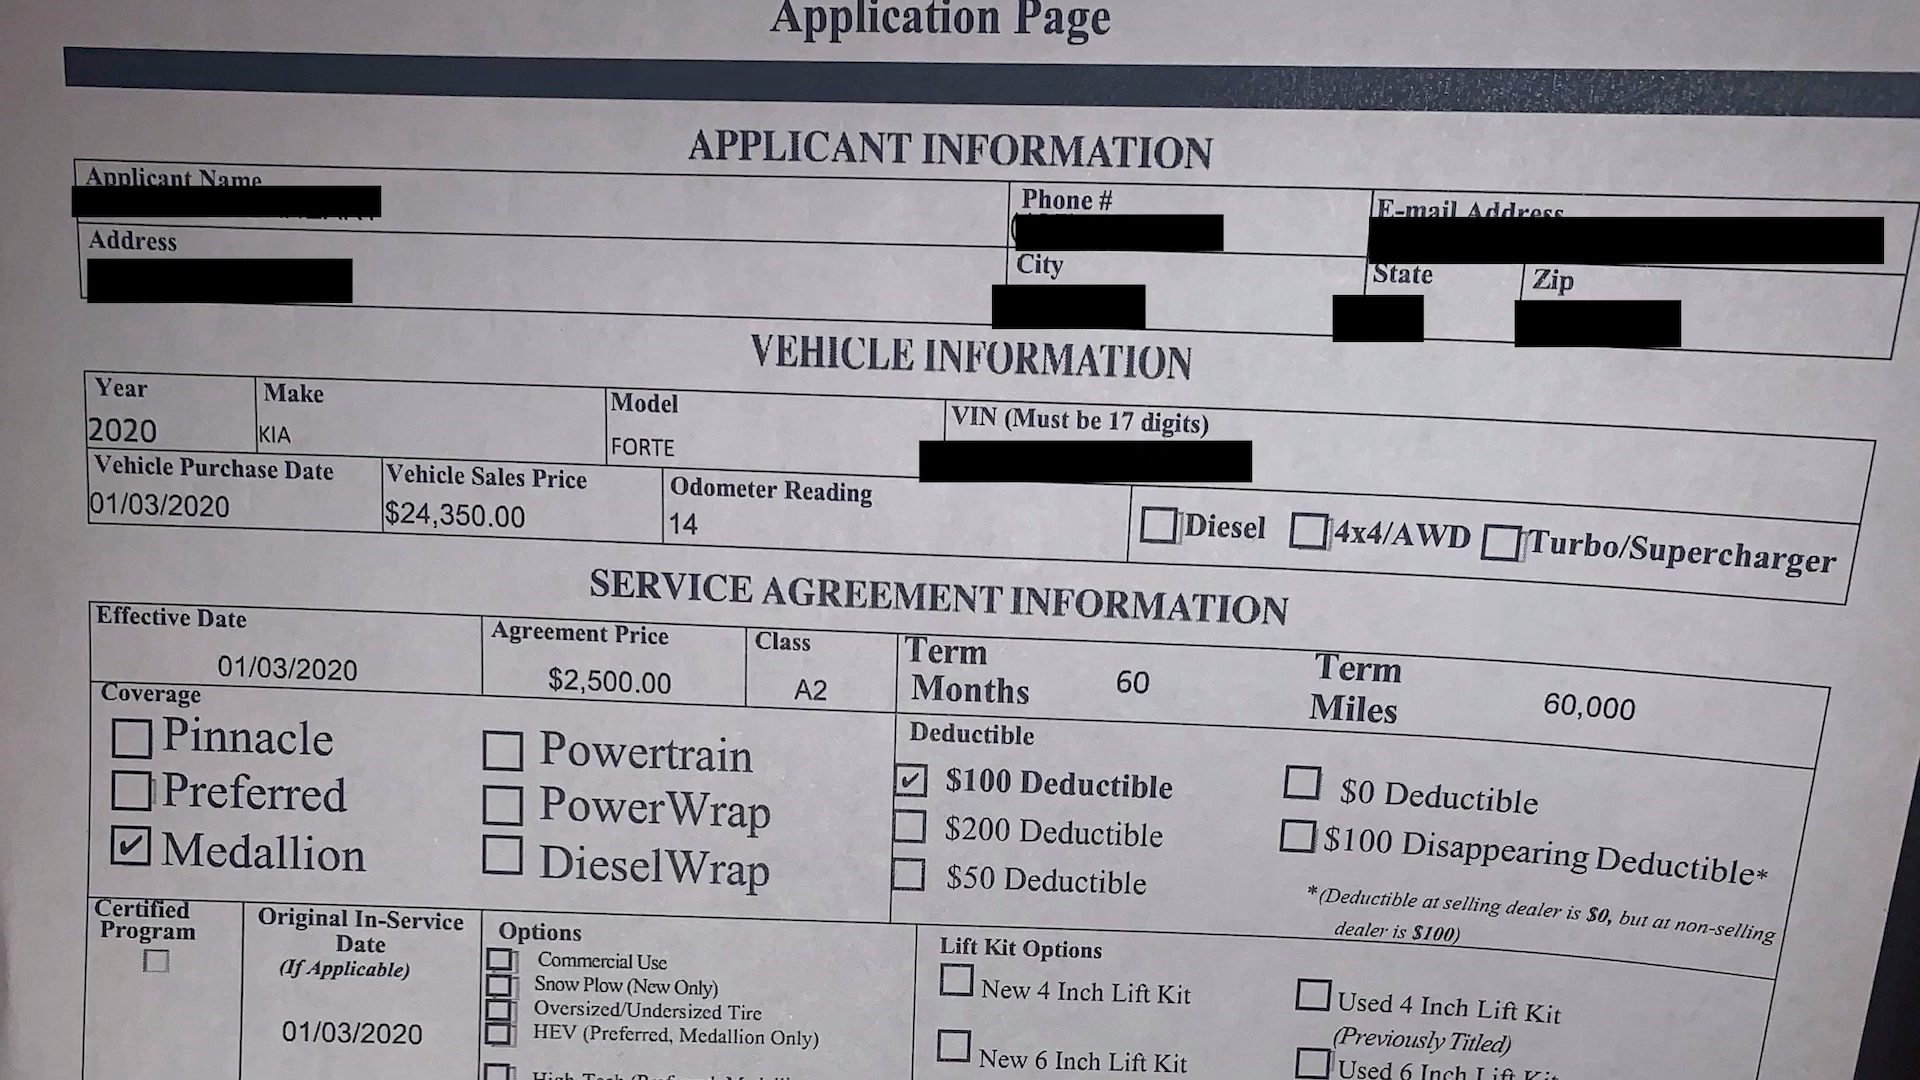 Application Page
APPLICANT INFORMATION
Applicant Name
Phone #
E-mail Address
Address
City
State
Zip
VEHICLE INFORMATION
Year
Make
Model
VIN (Must be 17 digits)
2020
KIA
FORTE
Vehicle Purchase Date
Vehicle Sales Price
Odometer Reading
01/03/2020
$24,350.00
14
Diesel
4x4/AWD
Turbo/Supercharger
SERVICE AGREEMENT INFORMATION
Effective Date
Agreement Price
Class
Term Months
60
Term Miles
60,000
01/03/2020
$2,500.00
A2
Coverage
Pinnacle
Powertrain
Preferred
PowerWrap
Medallion
DieselWrap
Deductible
$100 Deductible
$0 Deductible
$200 Deductible
$100 Disappearing Deductible*
$50 Deductible
*(Deductible at selling dealer is $0, but at non-selling
dealer is $100)
Certified
Program
Original In-Service
Date
(If Applicable)
01/03/2020
Options
Commercial Use
Snow Plow (New Only)
Oversized/Undersized Tire
HEV (Preferred, Medallion Only)
High Tech
Lift Kit Options
New 4 Inch Lift Kit
Used 4 Inch Lift Kit
(Previously Titled)
New 6 Inch Lift Kit
Used 6 Inch Lift Kit